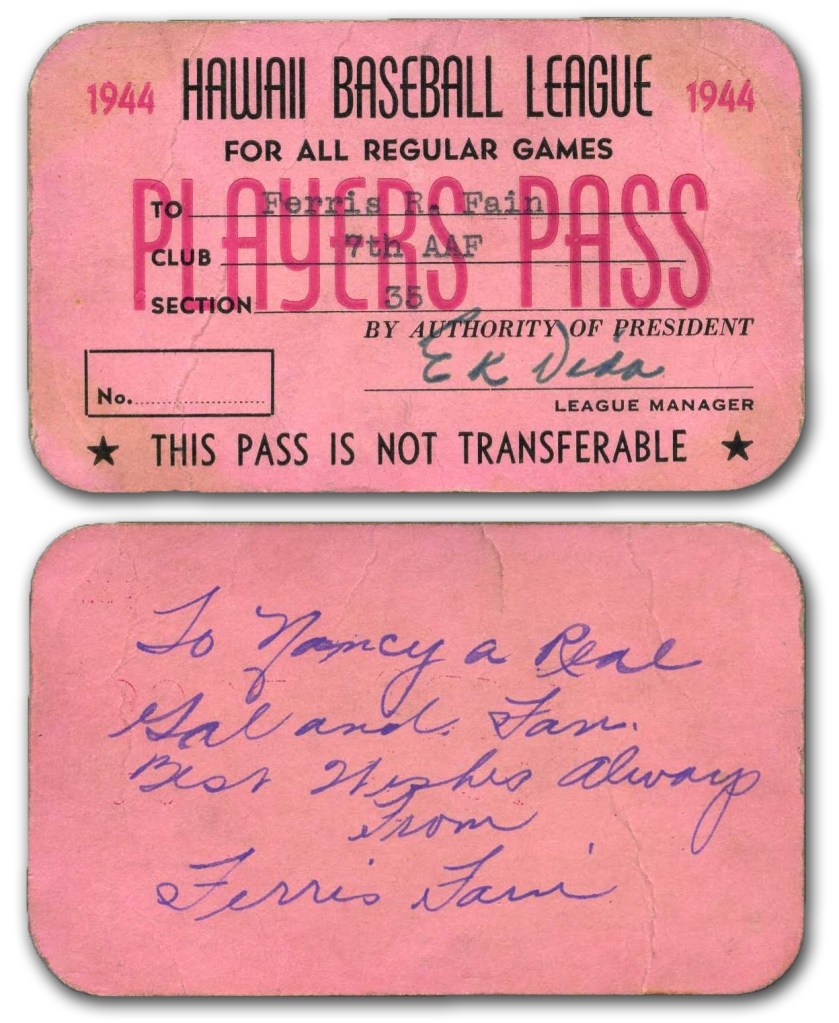 1944 HAWAII BASEBALL LEAGUE 1944
FOR ALL REGULAR GAMES
PLAYERS PASS
TO Ferris R. Fain
CLUB 7th AAF
SECTION 35
BY AUTHORITY OF PRESIDENT
E K Vida
LEAGUE MANAGER
No.
★ THIS PASS IS NOT TRANSFERABLE ★
To Nancy a Real
Gal and. Fan.
Best Wishes Always
From
Ferris Fain